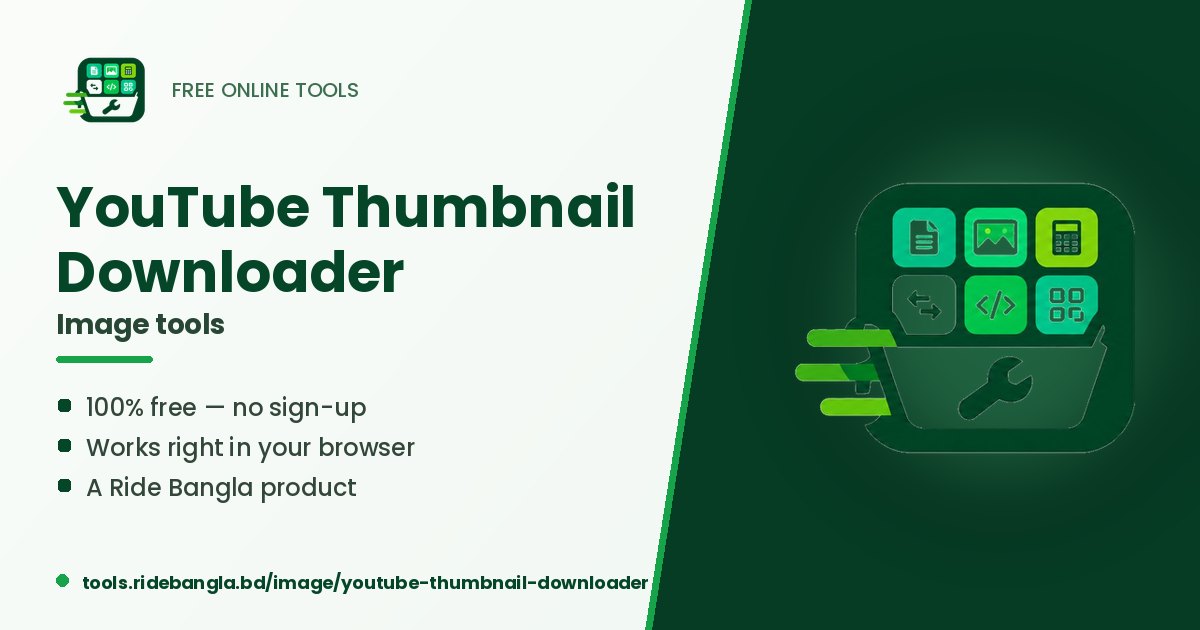 FREE ONLINE TOOLS
YouTube Thumbnail
Downloader
Image tools
100% free — no sign-up
Works right in your browser
A Ride Bangla product
tools.ridebangla.bd/image/youtube-thumbnail-downloader